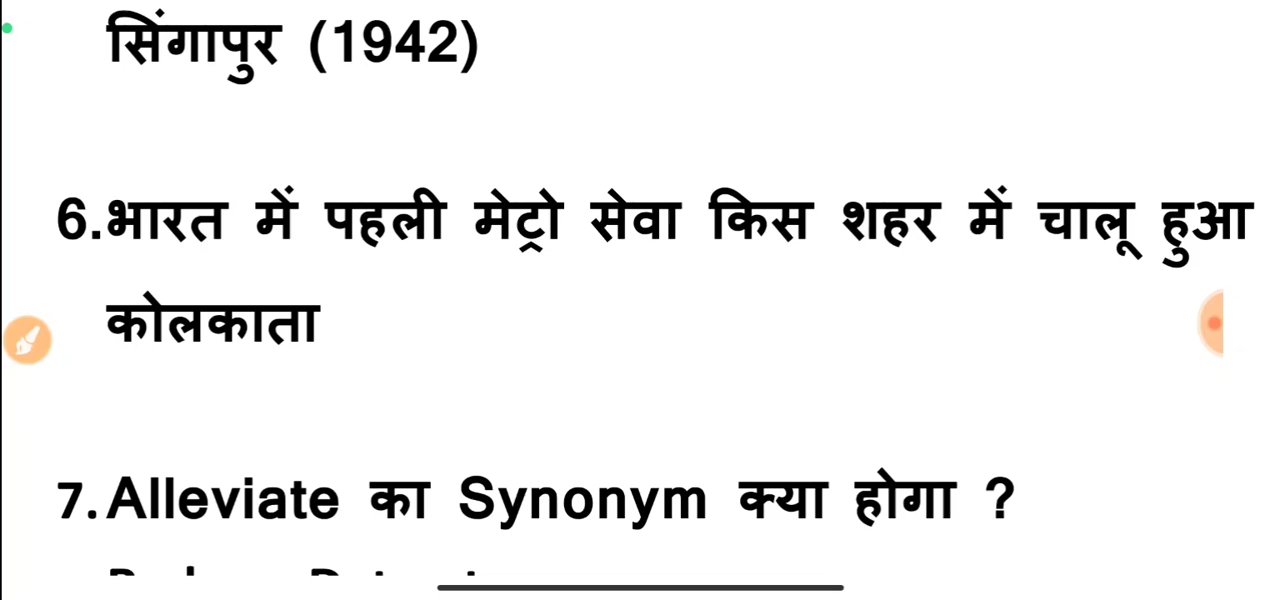 सिंगापुर (1942)
6.भारत में पहली मेट्रो सेवा किस शहर में चालू हुआ
कोलकाता
7.Alleviate का Synonym क्या होगा ?